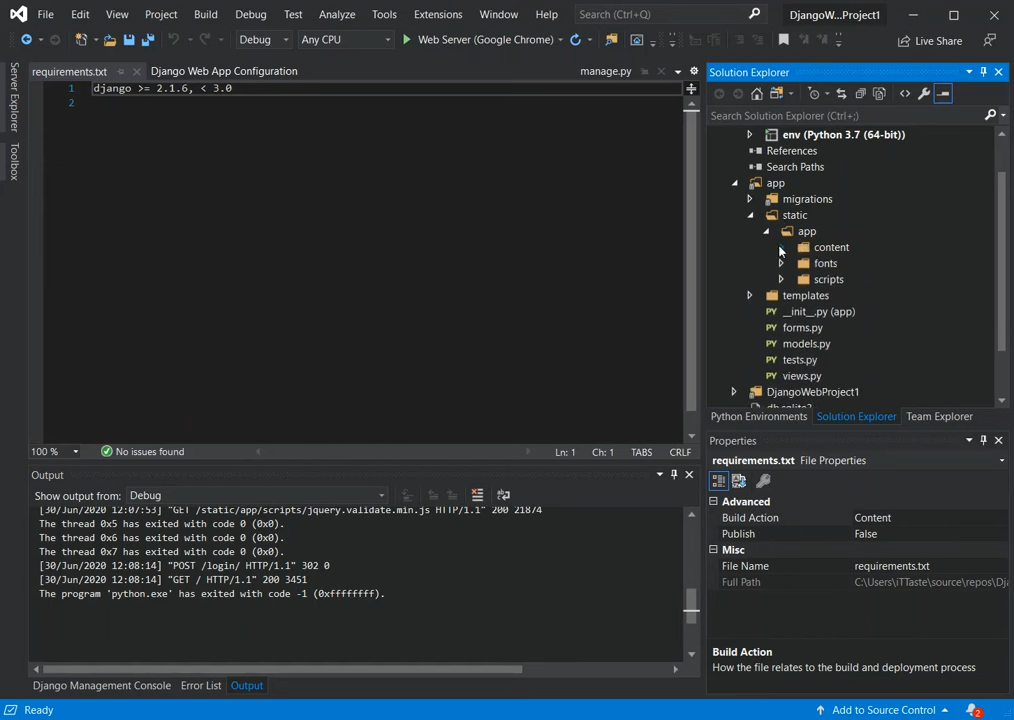 File Edit View Project Build Debug Test Analyze Tools Extensions Window Help Search (Ctrl+Q) DjangoW...Project1
Debug Any CPU Web Server (Google Chrome) Live Share
Server Explorer
Toolbox
requirements.txt Django Web App Configuration manage.py
1 django >= 2.1.6, < 3.0
2
100 % No issues found Ln: 1 Ch: 1 TABS CRLF
Output
Show output from: Debug
[30/Jun/2020 12:07:53] "GET /static/app/scripts/jquery.validate.min.js HTTP/1.1" 200 21874
The thread 0x5 has exited with code 0 (0x0).
The thread 0x6 has exited with code 0 (0x0).
The thread 0x7 has exited with code 0 (0x0).
[30/Jun/2020 12:08:14] "POST /login/ HTTP/1.1" 302 0
[30/Jun/2020 12:08:14] "GET / HTTP/1.1" 200 3451
The program 'python.exe' has exited with code -1 (0xffffffff).
Django Management Console Error List Output
Solution Explorer
Search Solution Explorer (Ctrl+;)
env (Python 3.7 (64-bit))
References
Search Paths
app
migrations
static
app
content
fonts
scripts
templates
__init__.py (app)
forms.py
models.py
tests.py
views.py
DjangoWebProject1
db.sqlite3
Python Environments Solution Explorer Team Explorer
Properties
requirements.txt File Properties
Advanced
Build Action Content
Publish False
Misc
File Name requirements.txt
Full Path C:\Users\iTTaste\source\repos\Dja
Build Action
How the file relates to the build and deployment process
Ready Add to Source Control 2